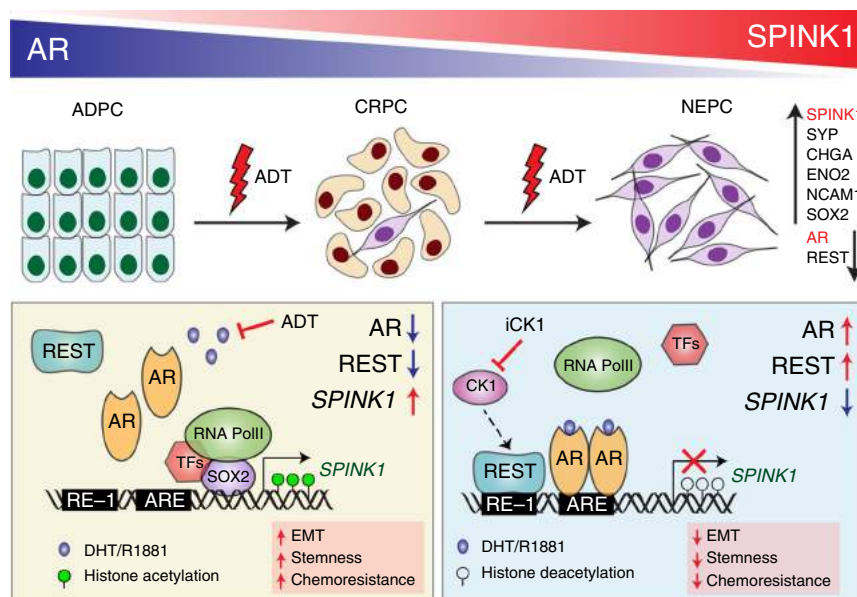 AR
SPINK1
ADPC
CRPC
NEPC
ADT
ADT
SPINK1
SYP
CHGA
ENO2
NCAM1
SOX2
AR
REST
REST
ADT
AR
AR
AR
REST
SPINK1
RNA PolII
TFs
SOX2
SPINK1
RE–1
ARE
DHT/R1881
Histone acetylation
EMT
Stemness
Chemoresistance
iCK1
CK1
RNA PolII
TFs
AR
REST
SPINK1
REST
AR
AR
SPINK1
RE–1
ARE
DHT/R1881
Histone deacetylation
EMT
Stemness
Chemoresistance